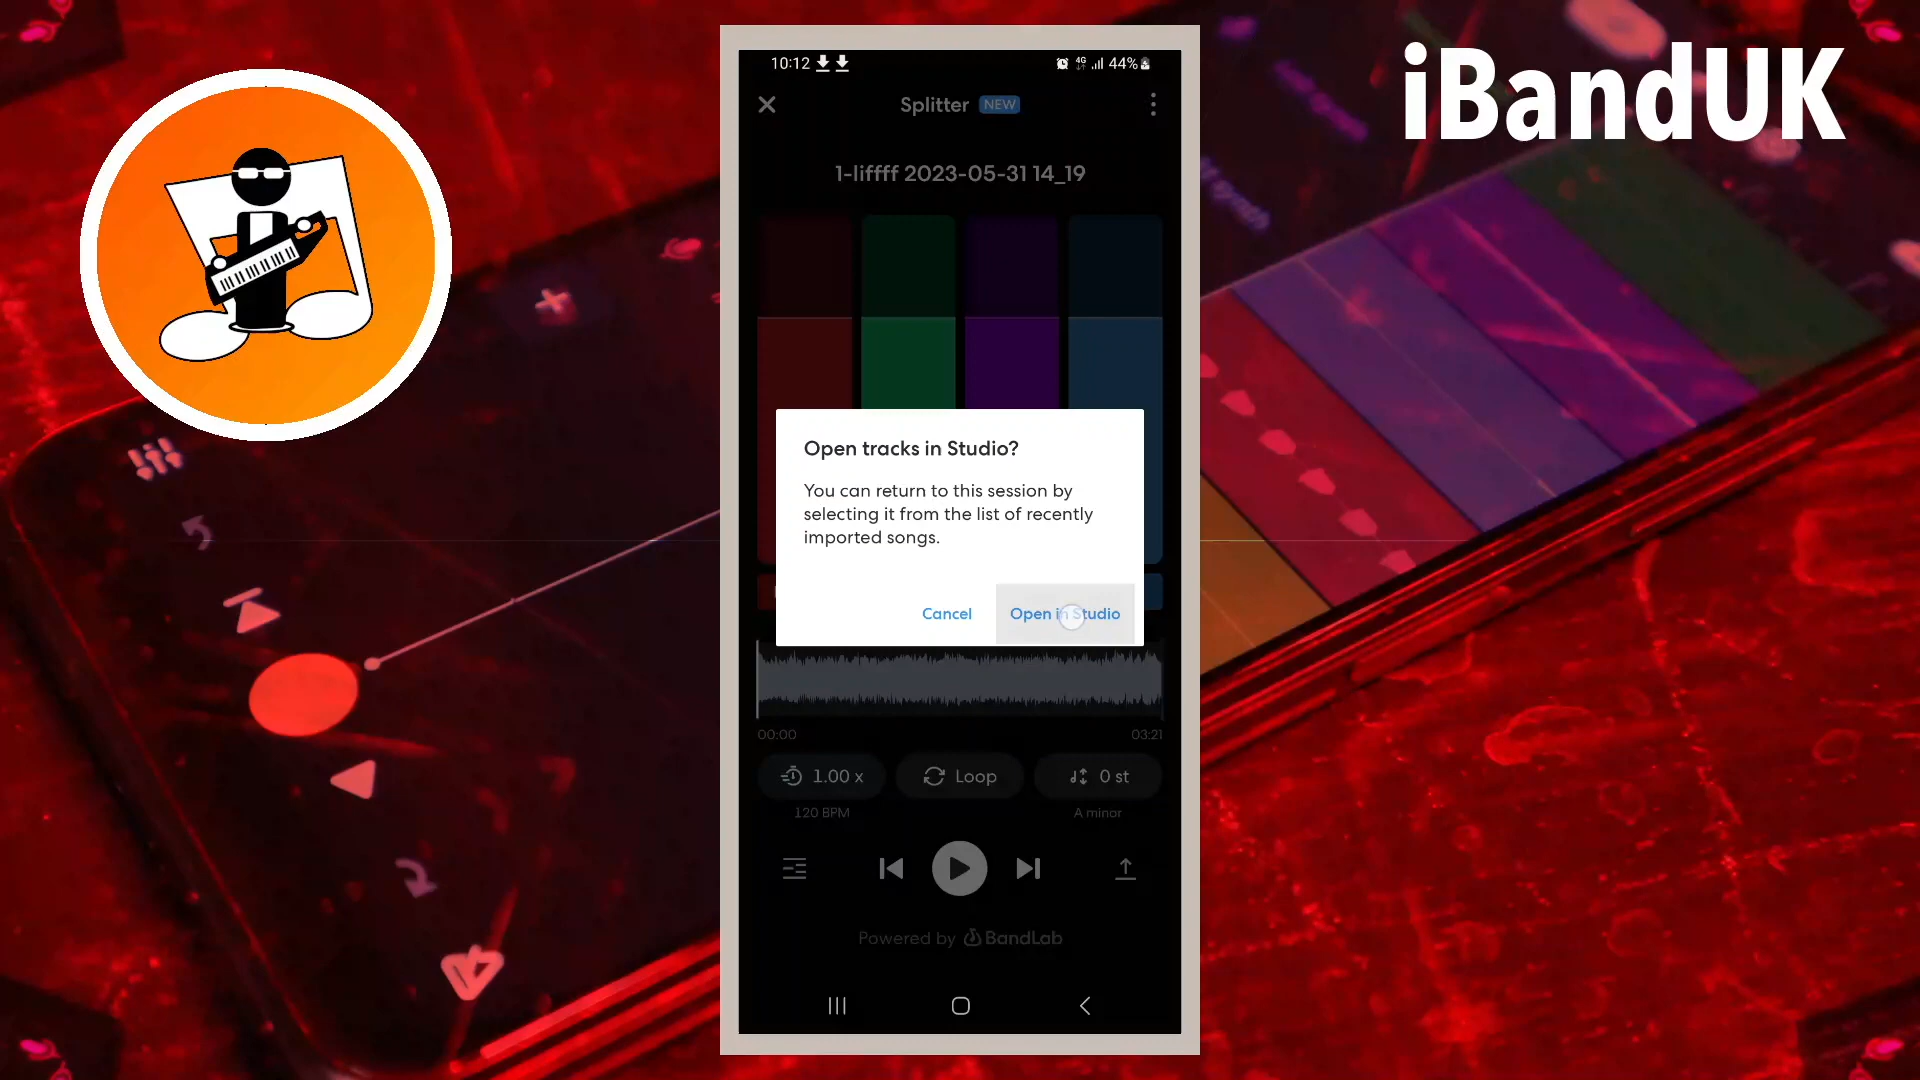 iBandUK
10:12
4G
44%
Splitter NEW
1-liffff 2023-05-31 14_19
Open tracks in Studio?
You can return to this session by
selecting it from the list of recently
imported songs.
Cancel
Open in Studio
00:00
03:21
1.00 x
Loop
0 st
120 BPM
A minor
Powered by BandLab